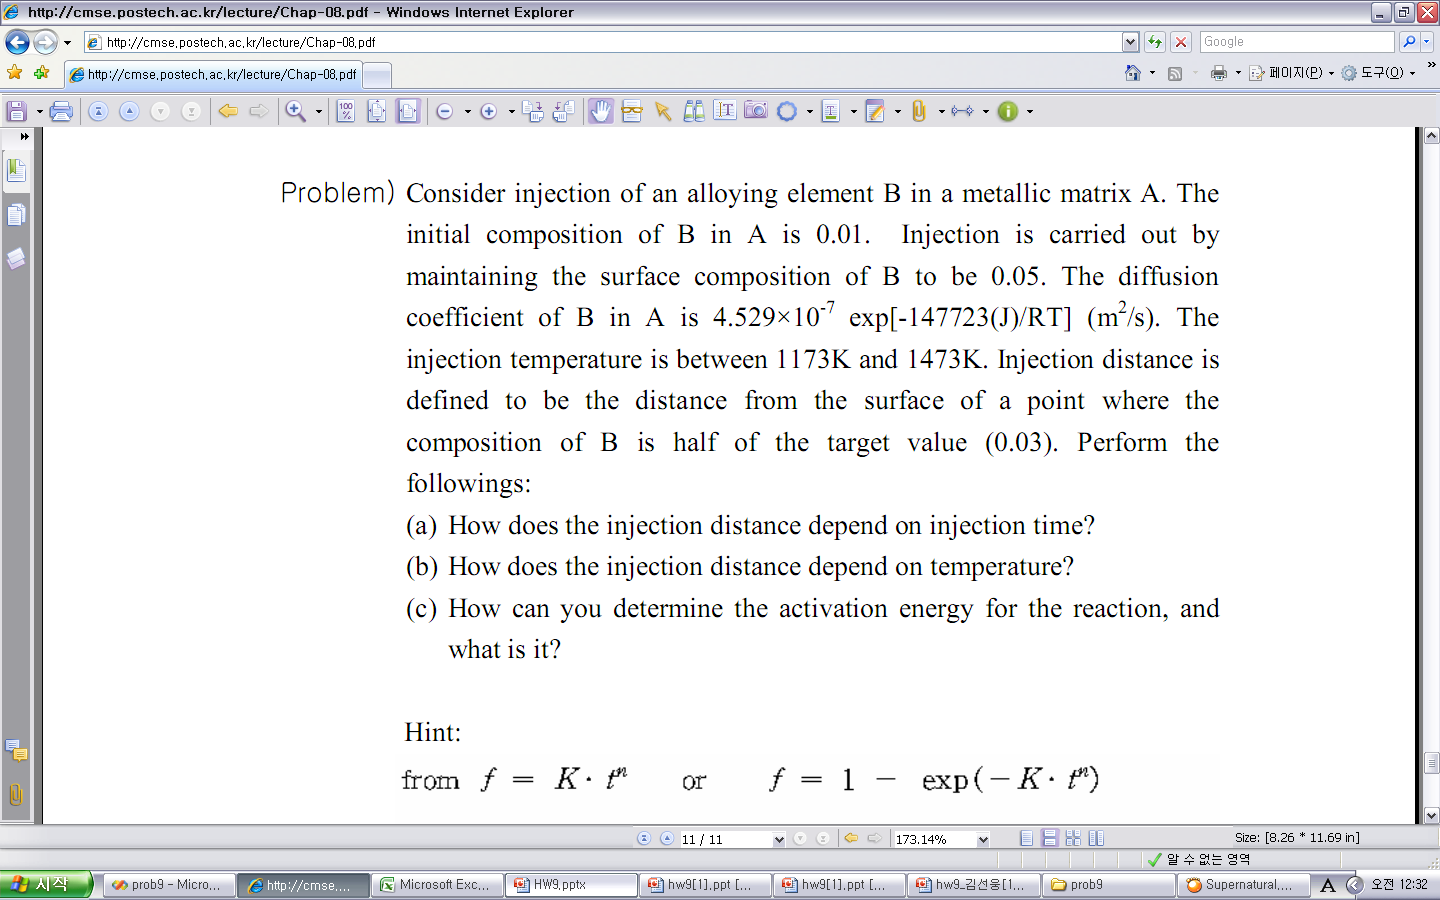 http://cmse.postech.ac.kr/lecture/Chap-08.pdf - Windows Internet Explorer
http://cmse.postech.ac.kr/lecture/Chap-08.pdf
Google
http://cmse.postech.ac.kr/lecture/Chap-08.pdf
페이지(P)
도구(O)
Problem) Consider injection of an alloying element B in a metallic matrix A. The
initial composition of B in A is 0.01. Injection is carried out by
maintaining the surface composition of B to be 0.05. The diffusion
coefficient of B in A is 4.529×10⁻⁷ exp[-147723(J)/RT] (m²/s). The
injection temperature is between 1173K and 1473K. Injection distance is
defined to be the distance from the surface of a point where the
composition of B is half of the target value (0.03). Perform the
followings:
(a) How does the injection distance depend on injection time?
(b) How does the injection distance depend on temperature?
(c) How can you determine the activation energy for the reaction, and
what is it?
Hint:
from f = K · tⁿ or f = 1 − exp(− K · tⁿ)
11 / 11
173.14%
Size: [8.26 * 11.69 in]
알 수 없는 영역
시작
prob9 - Micro...
http://cmse....
Microsoft Exc...
HW9.pptx
hw9[1].ppt [...
hw9[1].ppt [...
hw9_김선웅[1...
prob9
Supernatural....
A
오전 12:32